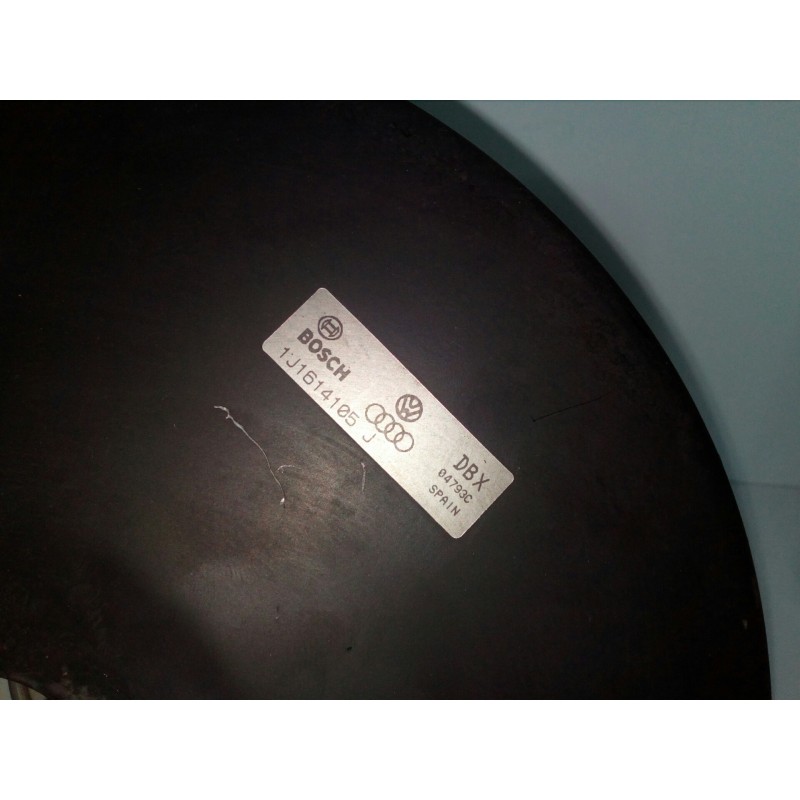 BOSCH
1J1614105 J
DBX
04793C
SPAIN